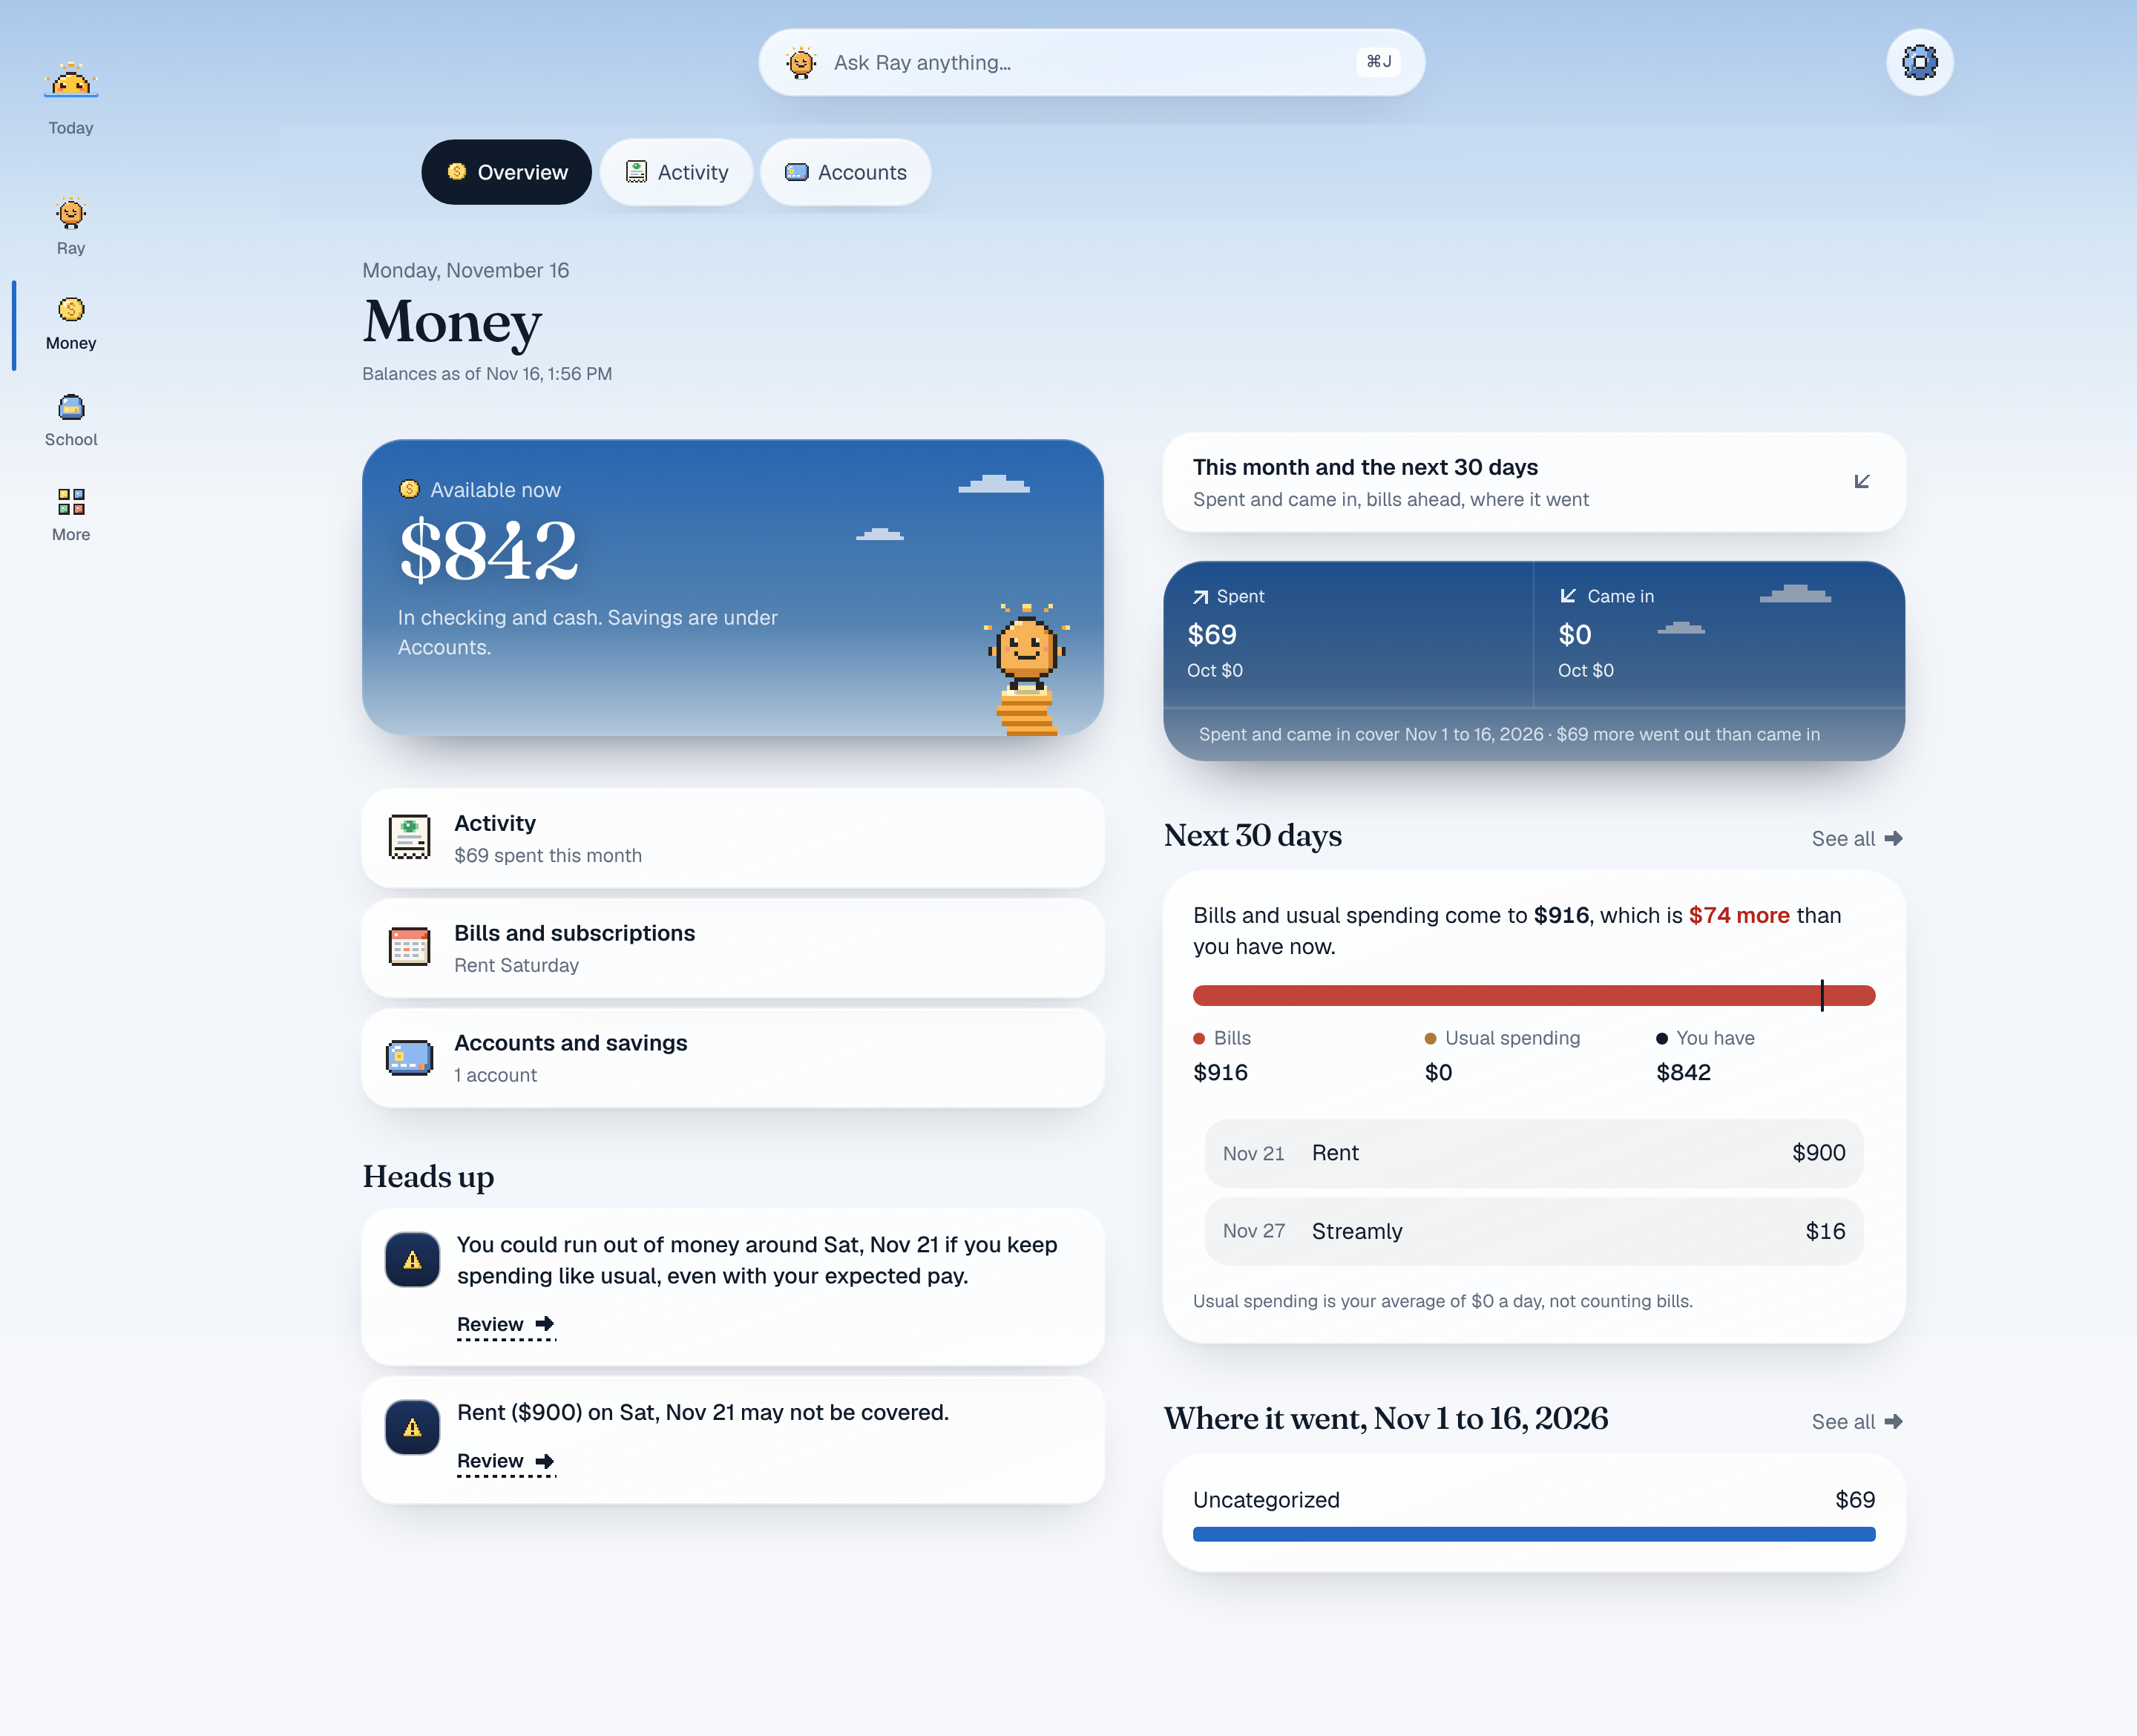 Ask Ray anything...
⌘J
Today
Ray
Money
School
More
Overview
Activity
Accounts
Monday, November 16
Money
Balances as of Nov 16, 1:56 PM
Available now
$842
In checking and cash. Savings are under
Accounts.
Activity
$69 spent this month
Bills and subscriptions
Rent Saturday
Accounts and savings
1 account
Heads up
You could run out of money around Sat, Nov 21 if you keep
spending like usual, even with your expected pay.
Review
Rent ($900) on Sat, Nov 21 may not be covered.
Review
This month and the next 30 days
Spent and came in, bills ahead, where it went
Spent
$69
Oct $0
Came in
$0
Oct $0
Spent and came in cover Nov 1 to 16, 2026 · $69 more went out than came in
Next 30 days
See all
Bills and usual spending come to $916, which is $74 more than
you have now.
Bills
$916
Usual spending
$0
You have
$842
Nov 21 Rent $900
Nov 27 Streamly $16
Usual spending is your average of $0 a day, not counting bills.
Where it went, Nov 1 to 16, 2026
See all
Uncategorized $69